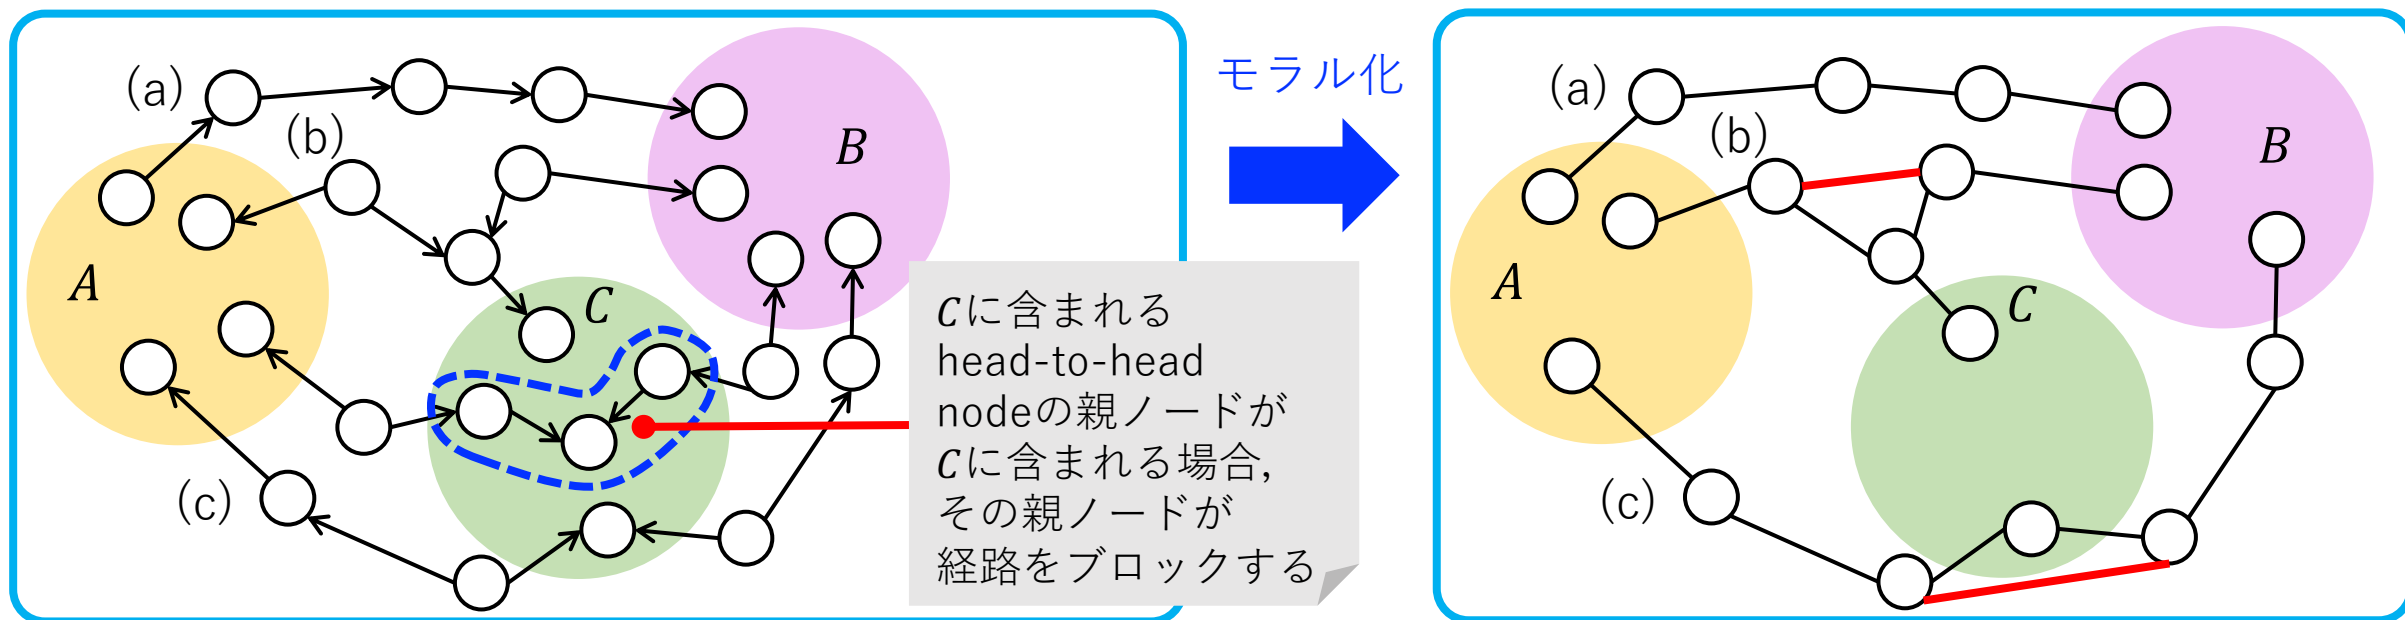 (a)
(b)
A
B
C
(c)
Cに含まれる
head-to-head
nodeの親ノードが
Cに含まれる場合,
その親ノードが
経路をブロックする
モラル化
(a)
(b)
A
B
C
(c)